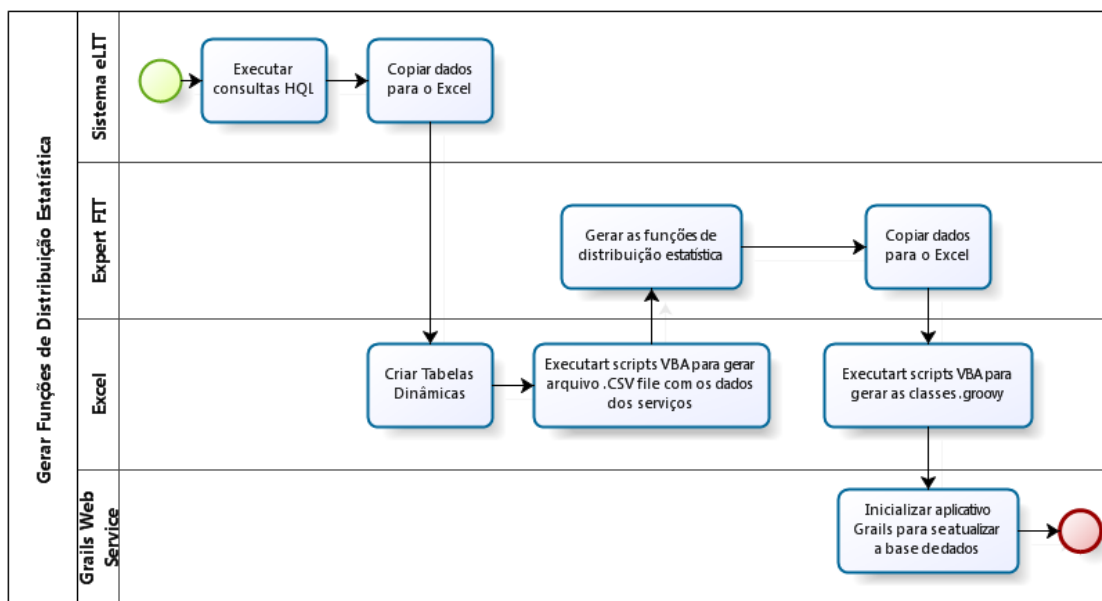 Gerar Funções de Distribuição Estatística
Sistema eLIT
Executar
consultas HQL
Copiar dados
para o Excel
Expert FIT
Gerar as funções de
distribuição estatística
Copiar dados
para o Excel
Excel
Criar Tabelas
Dinâmicas
Executart scripts VBA para gerar
arquivo .CSV file com os dados
dos serviços
Executart scripts VBA para
gerar as classes .groovy
Grails Web
Service
Inicializar aplicativo
Grails para se atualizar
a base de dados